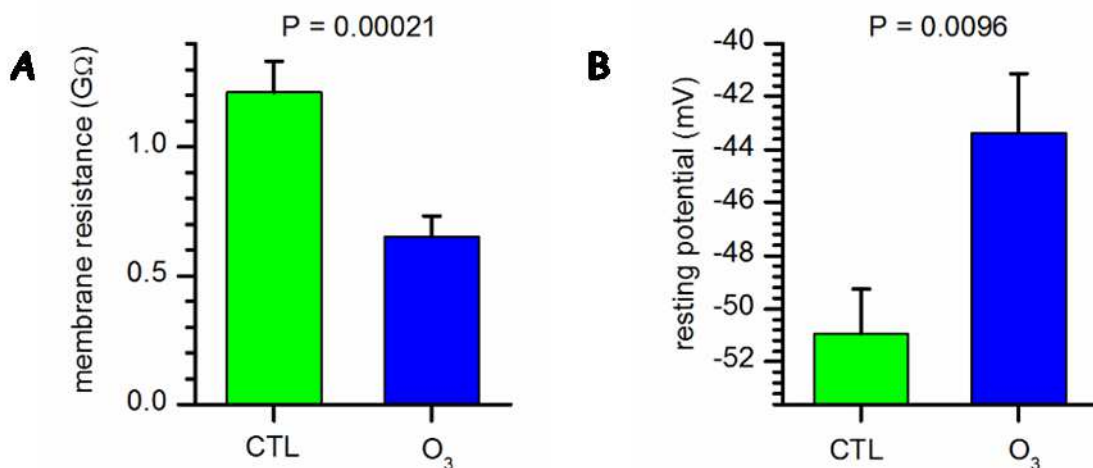 A
P = 0.00021
membrane resistance (GΩ)
1.0
0.5
0.0
CTL
O₃
B
P = 0.0096
resting potential (mV)
-40
-42
-44
-46
-48
-50
-52
CTL
O₃